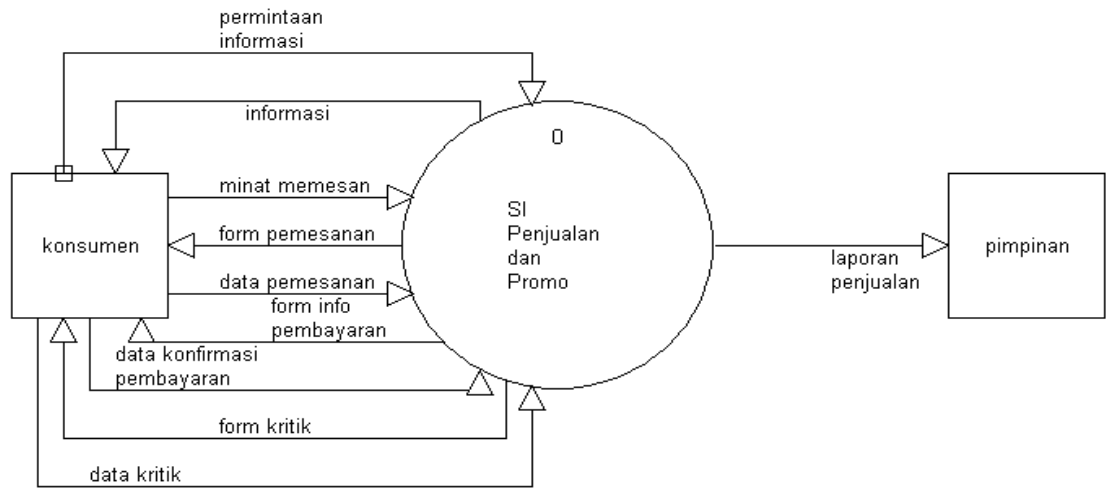 permintaan
informasi
informasi
0
minat memesan
SI
Penjualan
dan
Promo
konsumen
form pemesanan
pimpinan
laporan
penjualan
data pemesanan
form info
pembayaran
data konfirmasi
pembayaran
form kritik
data kritik